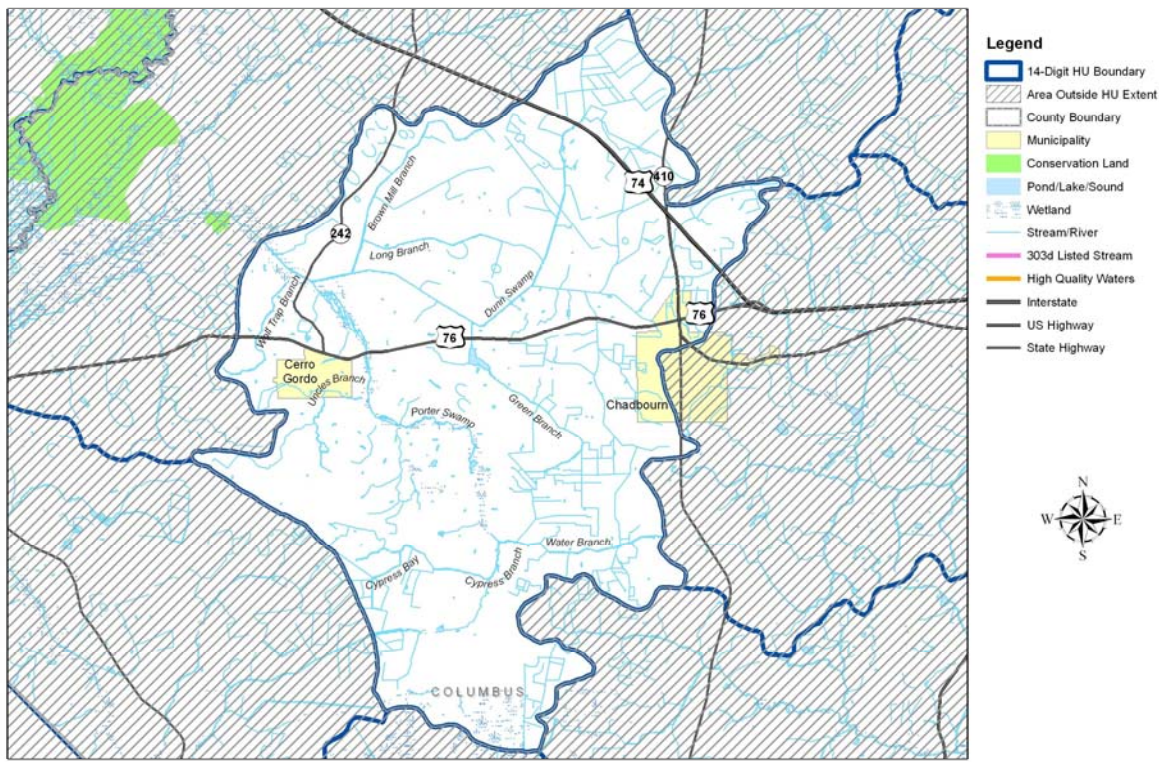 Legend
14-Digit HU Boundary
Area Outside HU Extent
County Boundary
Municipality
Conservation Land
Pond/Lake/Sound
Wetland
Stream/River
303d Listed Stream
High Quality Waters
Interstate
US Highway
State Highway
74
410
Brown Mill Branch
242
Long Branch
Dunn Swamp
Wolf Trap Branch
76
76
Cerro
Gordo
Uncles Branch
Porter Swamp
Green Branch
Chadbourn
Water Branch
Cypress Bay
Cypress Branch
COLUMBUS
N
W
E
S